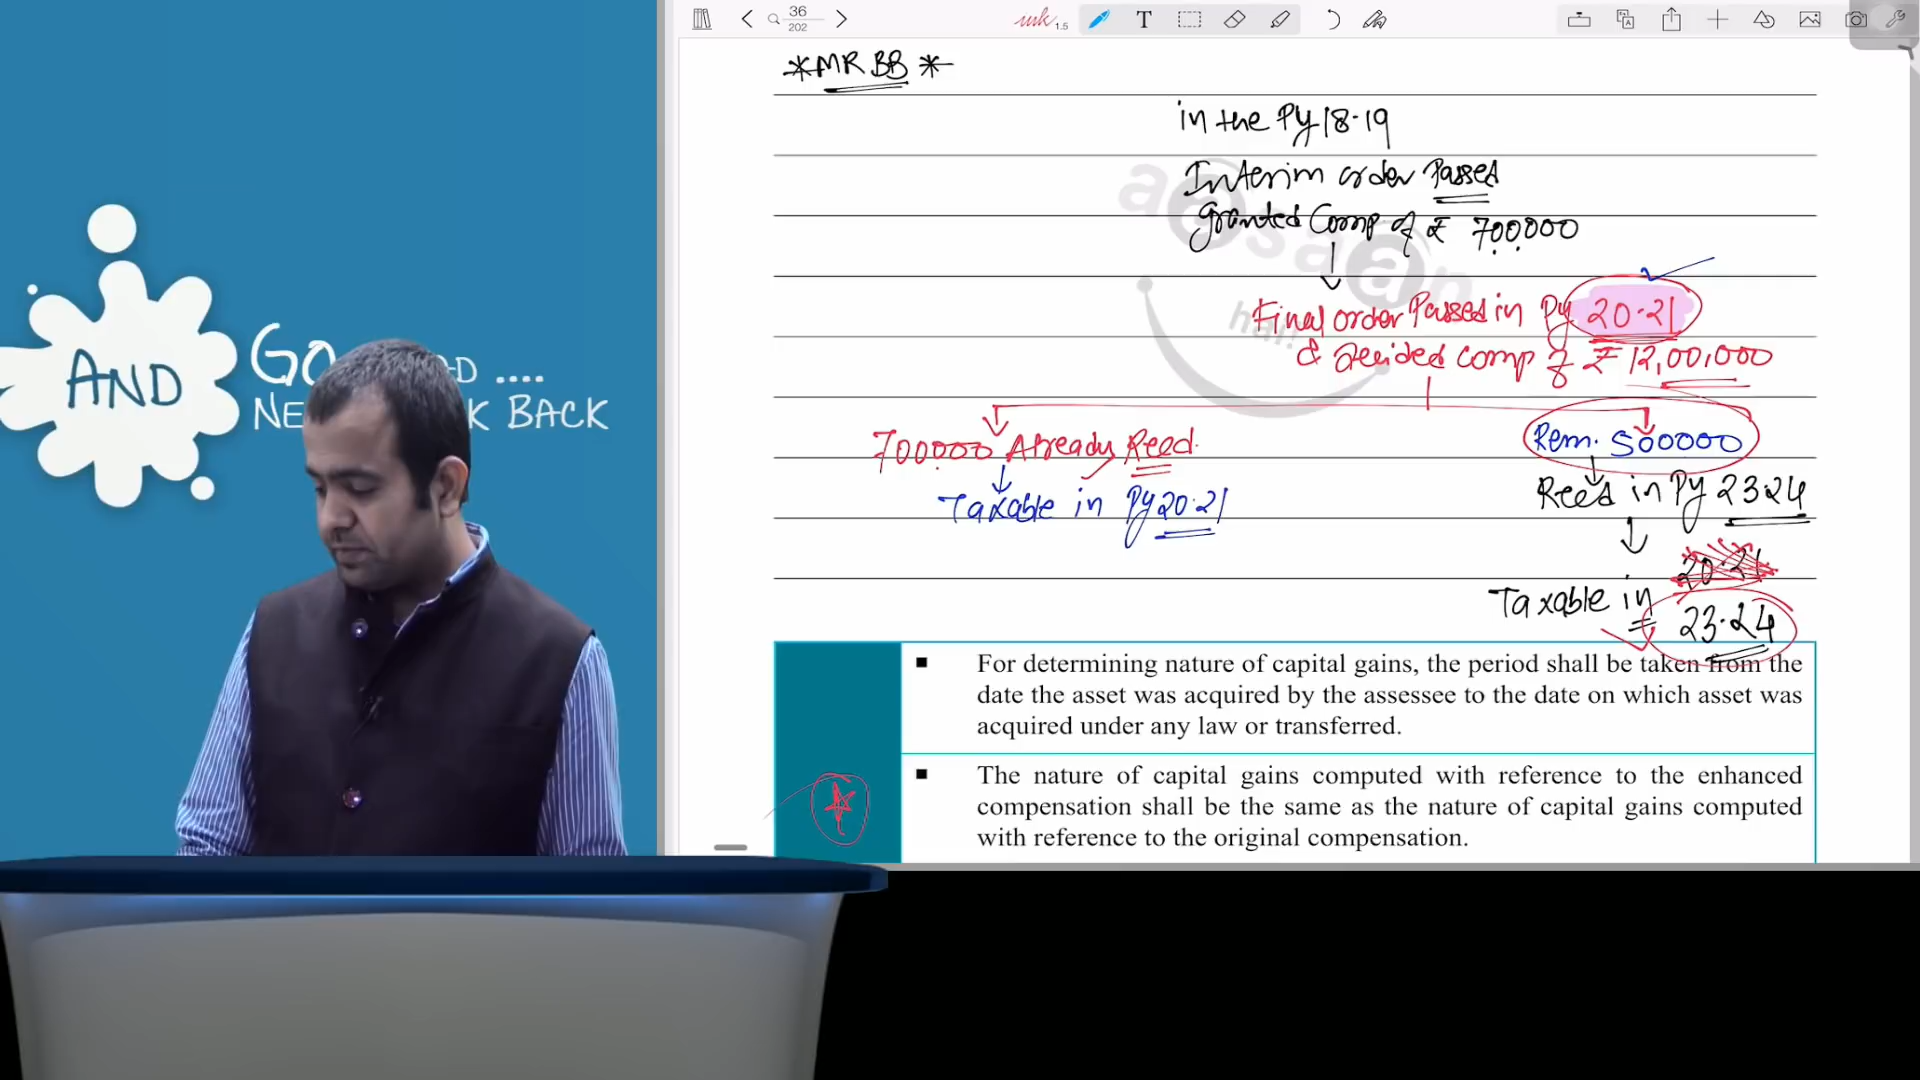 36
202
mk 1.5
T
*MR BB*
in the Py 18-19
Interim order Passed
granted Comp of ₹ 700000
Final order Passed in Py 20-21
& decided comp of ₹ 12,00,000
700000 Already Recd.
Rem. 500000
Taxable in Py 20-21
Recd in Py 23-24
20-21
Taxable in 23-24
aasaan
hai!
AND
GO
D ....
NE
K BACK
For determining nature of capital gains, the period shall be taken from the
date the asset was acquired by the assessee to the date on which asset was
acquired under any law or transferred.
The nature of capital gains computed with reference to the enhanced
compensation shall be the same as the nature of capital gains computed
with reference to the original compensation.